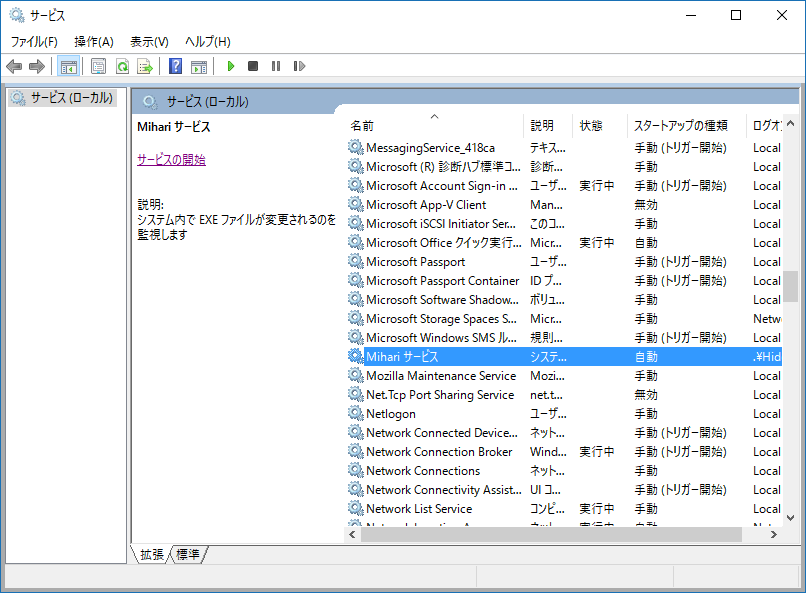 サービス
ファイル(F) 操作(A) 表示(V) ヘルプ(H)
サービス (ローカル)
サービス (ローカル)
Mihari サービス
サービスの開始
説明:
システム内で EXE ファイルが変更されるのを
監視します
名前 説明 状態 スタートアップの種類 ログオ
MessagingService_418ca テキス... 手動 (トリガー開始) Local
Microsoft (R) 診断ハブ標準コ... 診断... 手動 Local
Microsoft Account Sign-in ... ユーザ... 実行中 手動 (トリガー開始) Local
Microsoft App-V Client Man... 無効 Local
Microsoft iSCSI Initiator Ser... このコ... 手動 Local
Microsoft Office クイック実行... Micr... 実行中 自動 Local
Microsoft Passport ユーザ... 手動 (トリガー開始) Local
Microsoft Passport Container ID プ... 手動 (トリガー開始) Local
Microsoft Software Shadow... ボリュ... 手動 Local
Microsoft Storage Spaces S... Micr... 手動 Netw
Microsoft Windows SMS ル... 規則... 手動 (トリガー開始) Local
Mihari サービス システ... 自動 .¥Hid
Mozilla Maintenance Service Mozi... 手動 Local
Net.Tcp Port Sharing Service net.t... 無効 Local
Netlogon ユーザ... 手動 Local
Network Connected Device... ネット... 手動 (トリガー開始) Local
Network Connection Broker Wind... 実行中 手動 (トリガー開始) Local
Network Connections ネット... 手動 Local
Network Connectivity Assist... UI コ... 手動 (トリガー開始) Local
Network List Service コンピ... 実行中 手動 Local
拡張 標準